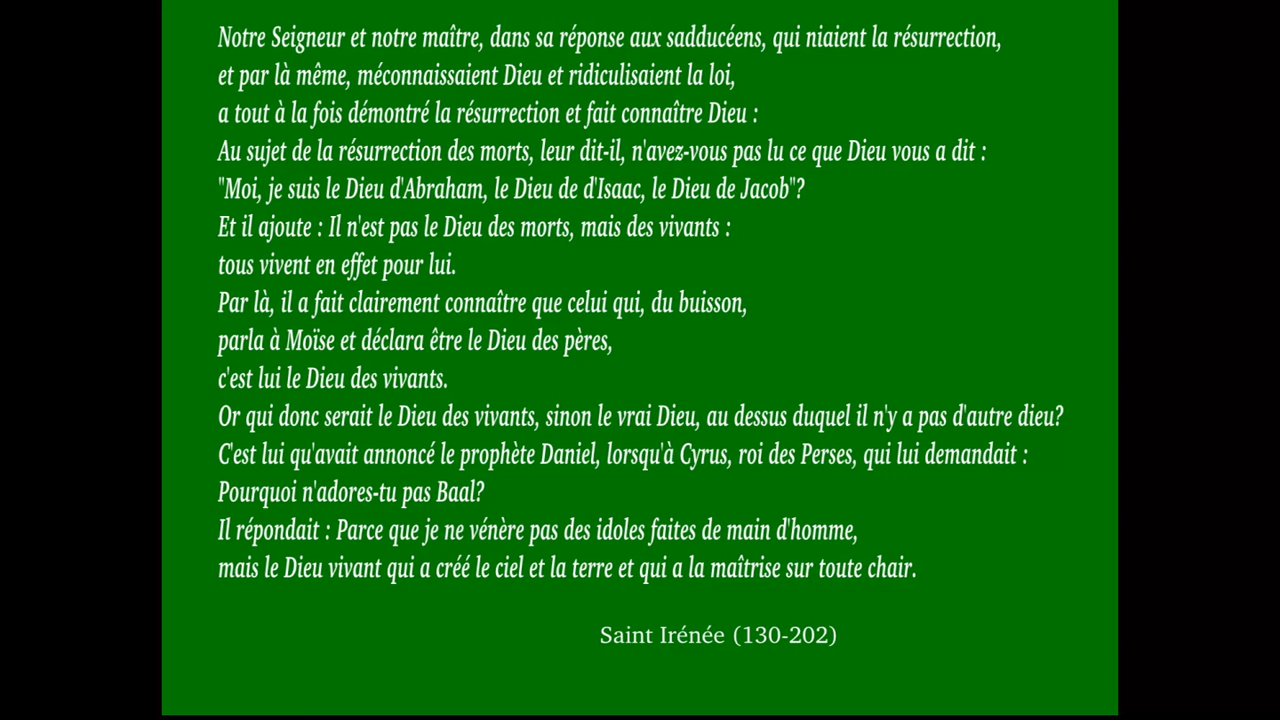 Notre Seigneur et notre maître, dans sa réponse aux sadducéens, qui niaient la résurrection,
et par là même, méconnaissaient Dieu et ridiculisaient la loi,
a tout à la fois démontré la résurrection et fait connaître Dieu :
Au sujet de la résurrection des morts, leur dit-il, n'avez-vous pas lu ce que Dieu vous a dit :
"Moi, je suis le Dieu d'Abraham, le Dieu de d'Isaac, le Dieu de Jacob"?
Et il ajoute : Il n'est pas le Dieu des morts, mais des vivants :
tous vivent en effet pour lui.
Par là, il a fait clairement connaître que celui qui, du buisson,
parla à Moïse et déclara être le Dieu des pères,
c'est lui le Dieu des vivants.
Or qui donc serait le Dieu des vivants, sinon le vrai Dieu, au dessus duquel il n'y a pas d'autre dieu?
C'est lui qu'avait annoncé le prophète Daniel, lorsqu'à Cyrus, roi des Perses, qui lui demandait :
Pourquoi n'adores-tu pas Baal?
Il répondait : Parce que je ne vénère pas des idoles faites de main d'homme,
mais le Dieu vivant qui a créé le ciel et la terre et qui a la maîtrise sur toute chair.
Saint Irénée (130-202)